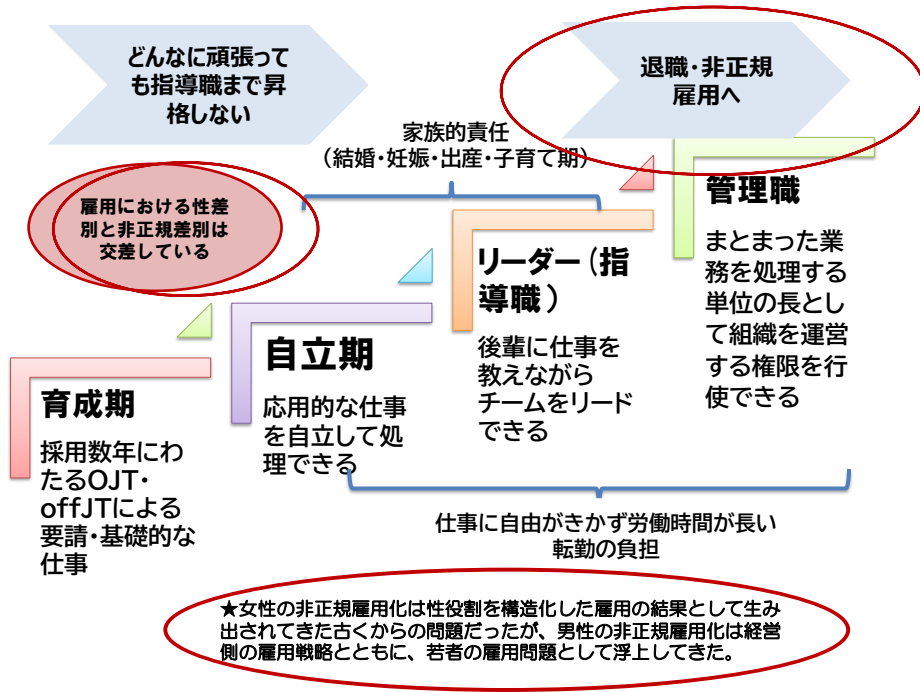 どんなに頑張って
も指導職まで昇
格しない
退職・非正規
雇用へ
家族的責任
(結婚・妊娠・出産・子育て期)
雇用における性差
別と非正規差別は
交差している
育成期
採用数年にわ
たるOJT・
offJTによる
要請・基礎的な
仕事
自立期
応用的な仕事
を自立して処
理できる
リーダー(指
導職)
後輩に仕事を
教えながら
チームをリード
できる
管理職
まとまった業
務を処理する
単位の長とし
て組織を運営
する権限を行
使できる
仕事に自由がきかず労働時間が長い
転勤の負担
★女性の非正規雇用化は性役割を構造化した雇用の結果として生み
出されてきた古くからの問題だったが、男性の非正規雇用化は経営
側の雇用戦略とともに、若者の雇用問題として浮上してきた。